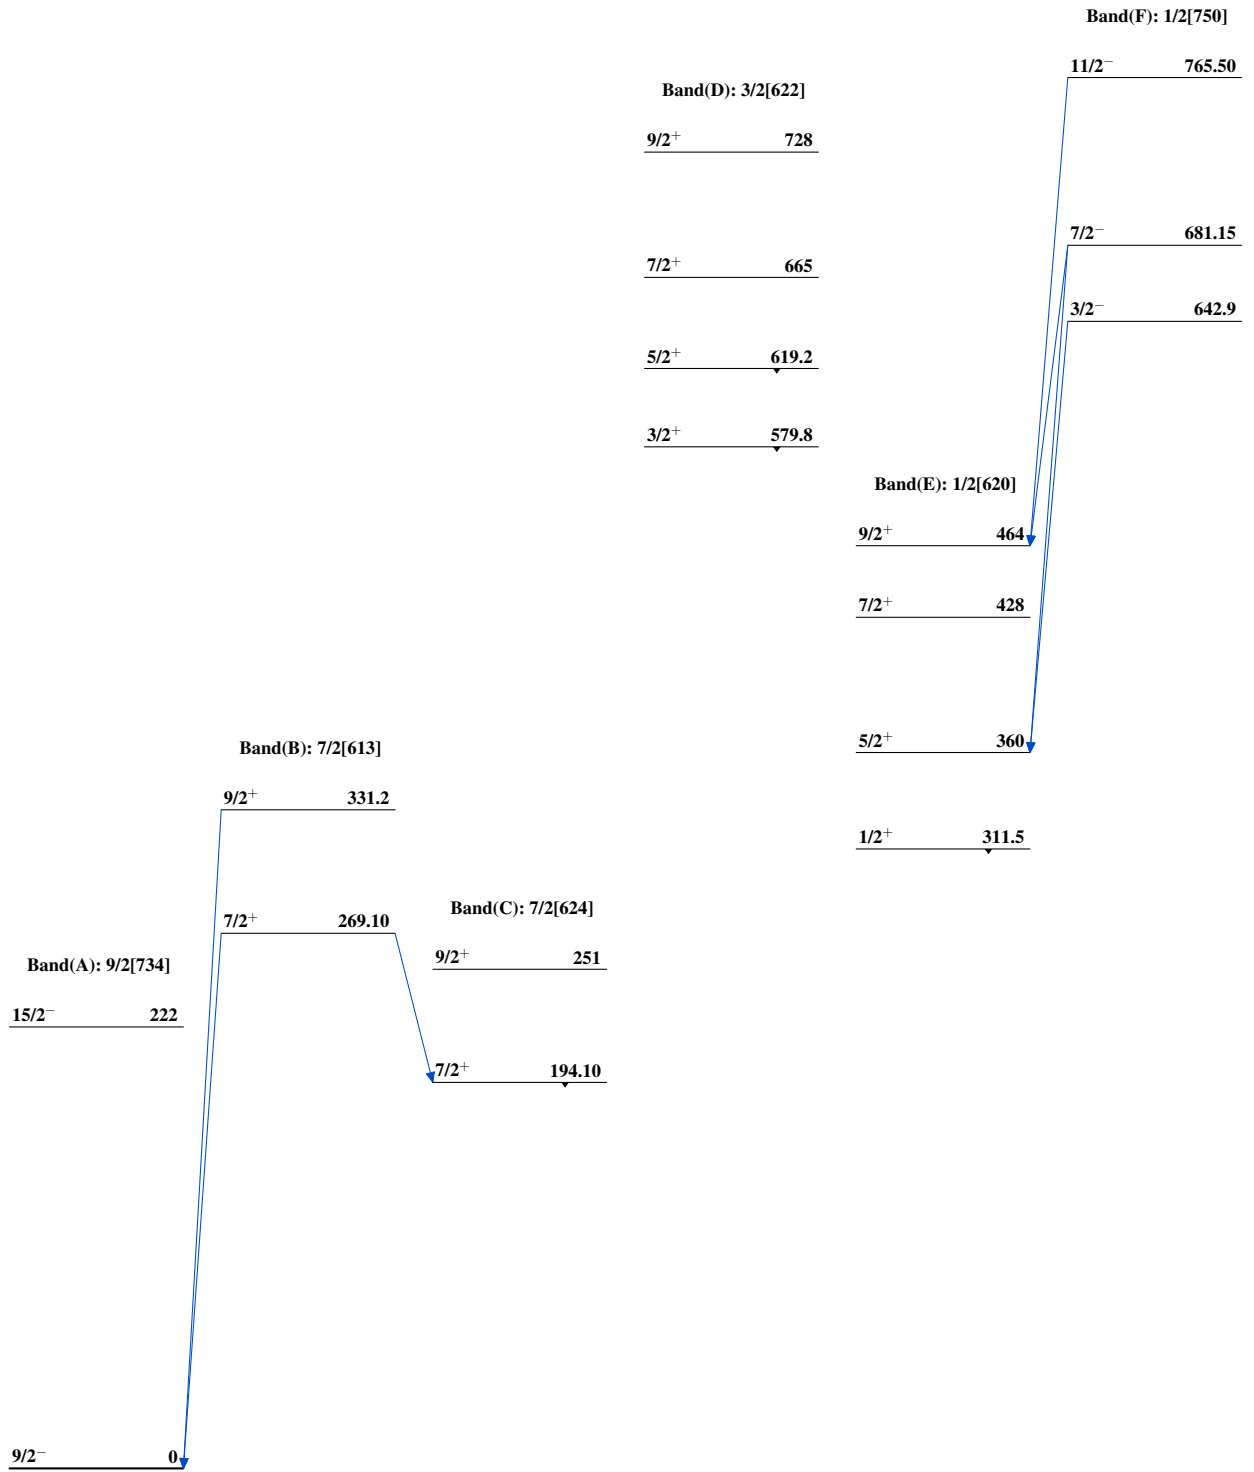 Band(F): 1/2[750]
11/2− 765.50
7/2− 681.15
3/2− 642.9
Band(D): 3/2[622]
9/2+ 728
7/2+ 665
5/2+ 619.2
3/2+ 579.8
Band(E): 1/2[620]
9/2+ 464
7/2+ 428
5/2+ 360
1/2+ 311.5
Band(B): 7/2[613]
9/2+ 331.2
7/2+ 269.10
Band(C): 7/2[624]
9/2+ 251
7/2+ 194.10
Band(A): 9/2[734]
15/2− 222
9/2− 0